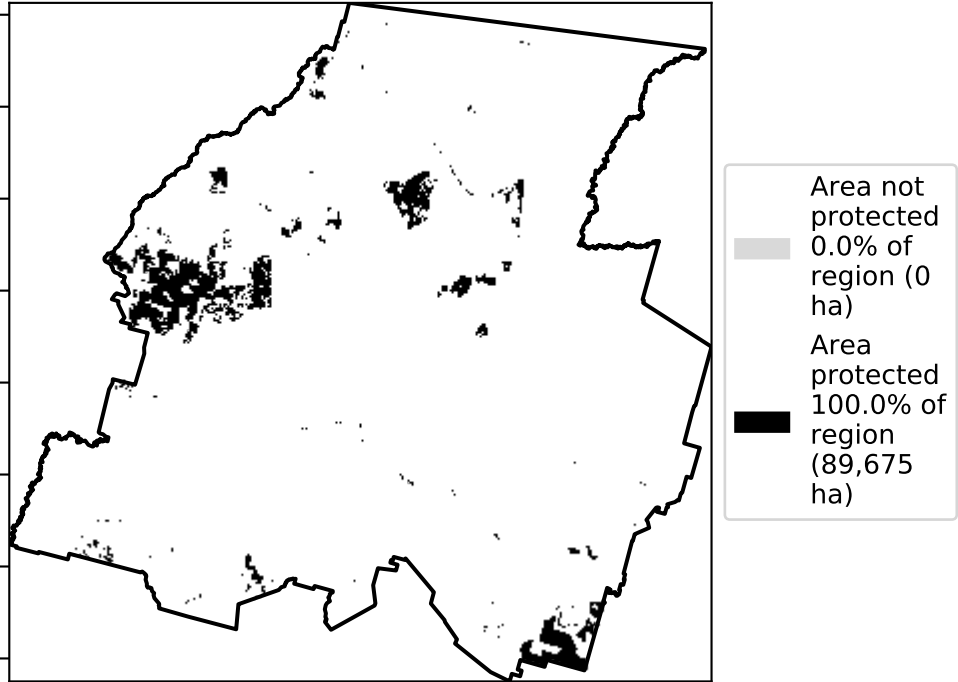 Area not
protected
0.0% of
region (0
ha)
Area
protected
100.0% of
region
(89,675
ha)